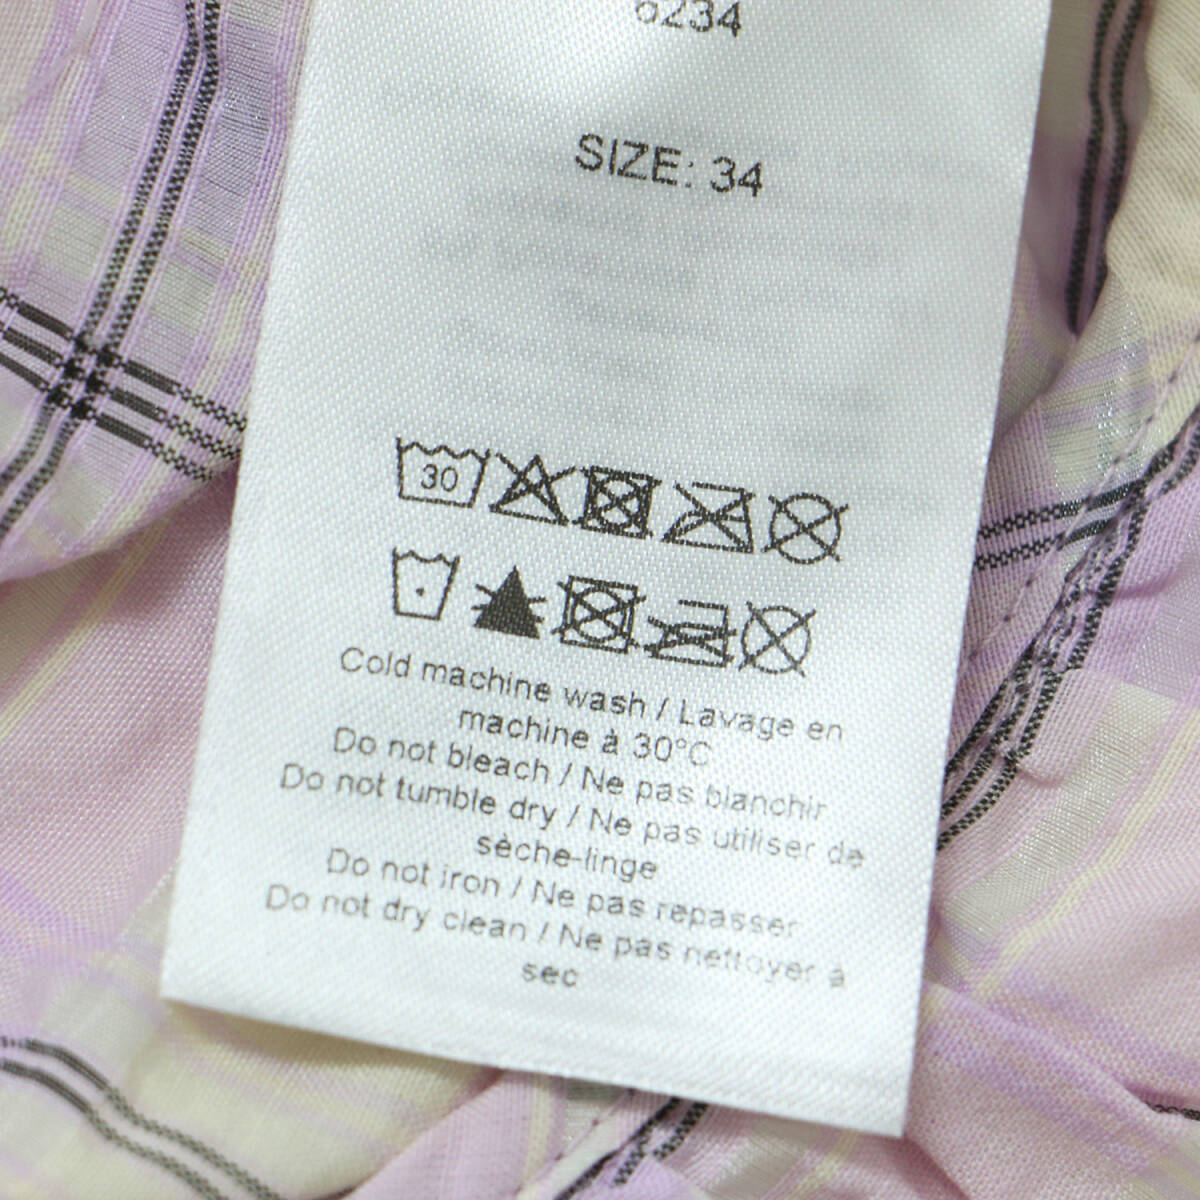 6234
SIZE: 34
30
Cold machine wash / Lavage en
machine à 30°C
Do not bleach / Ne pas blanchir
Do not tumble dry / Ne pas utiliser de
sèche-linge
Do not iron / Ne pas repasser
Do not dry clean / Ne pas nettoyer à
sec